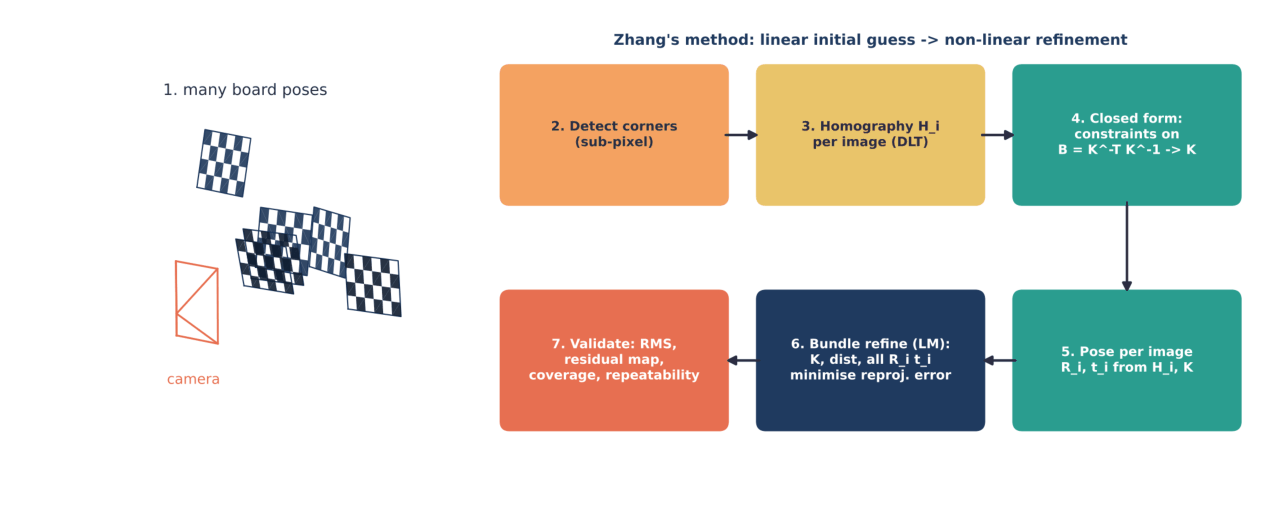 Zhang's method: linear initial guess -> non-linear refinement
1. many board poses
camera
2. Detect corners
(sub-pixel)
3. Homography H_i
per image (DLT)
4. Closed form:
constraints on
B = K^-T K^-1 -> K
5. Pose per image
R_i, t_i from H_i, K
6. Bundle refine (LM):
K, dist, all R_i t_i
minimise reproj. error
7. Validate: RMS,
residual map,
coverage, repeatability